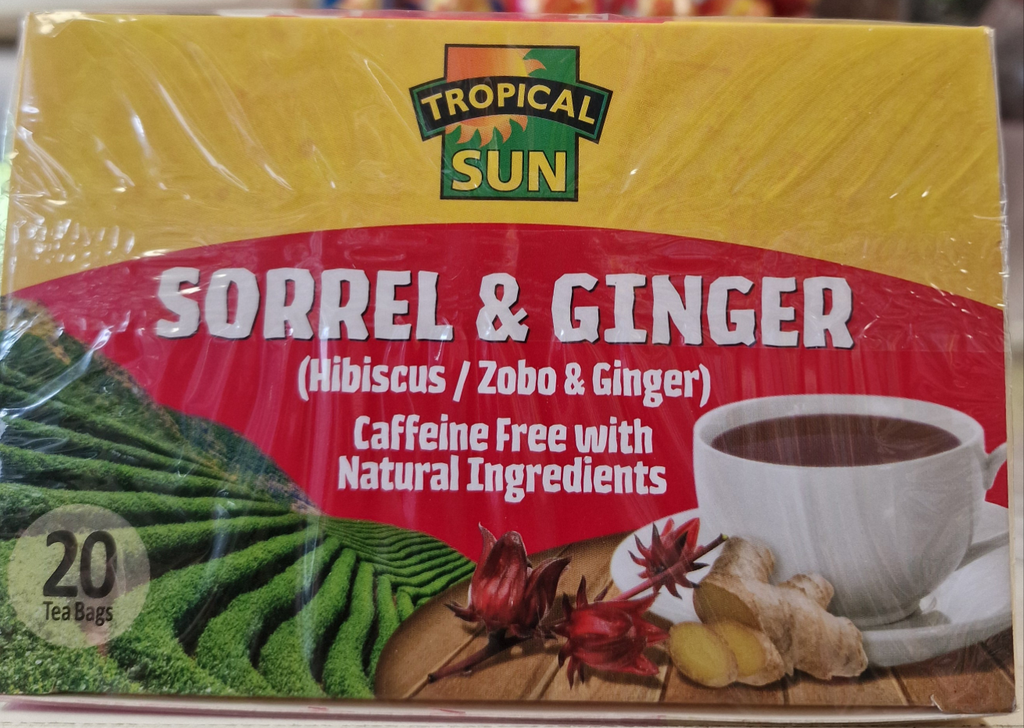 TROPICAL
SUN
SORREL & GINGER
(Hibiscus / Zobo & Ginger)
Caffeine Free with
Natural Ingredients
20
Tea Bags